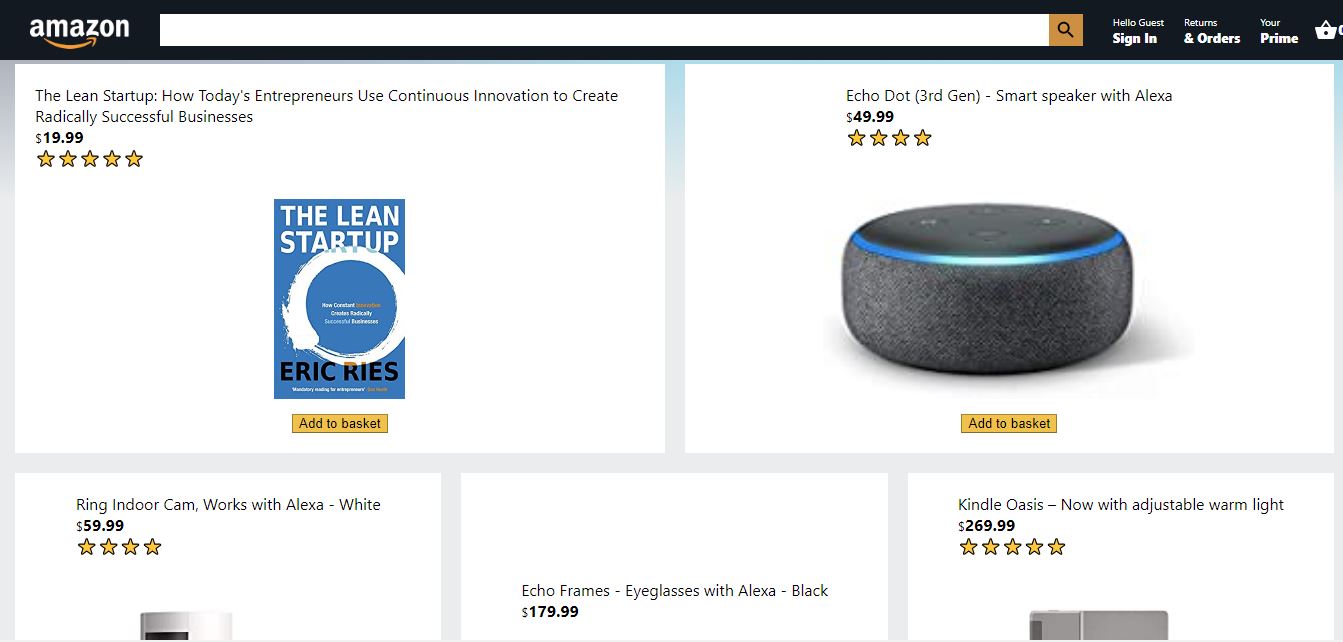 amazon
Hello Guest
Sign In
Returns
& Orders
Your
Prime
The Lean Startup: How Today's Entrepreneurs Use Continuous Innovation to Create
Radically Successful Businesses
$19.99
THE LEAN
STARTUP
How Constant Innovation
Creates Radically
Successful Businesses
ERIC RIES
'Mandatory reading for entrepreneurs'
Add to basket
Echo Dot (3rd Gen) - Smart speaker with Alexa
$49.99
Add to basket
Ring Indoor Cam, Works with Alexa - White
$59.99
Echo Frames - Eyeglasses with Alexa - Black
$179.99
Kindle Oasis – Now with adjustable warm light
$269.99